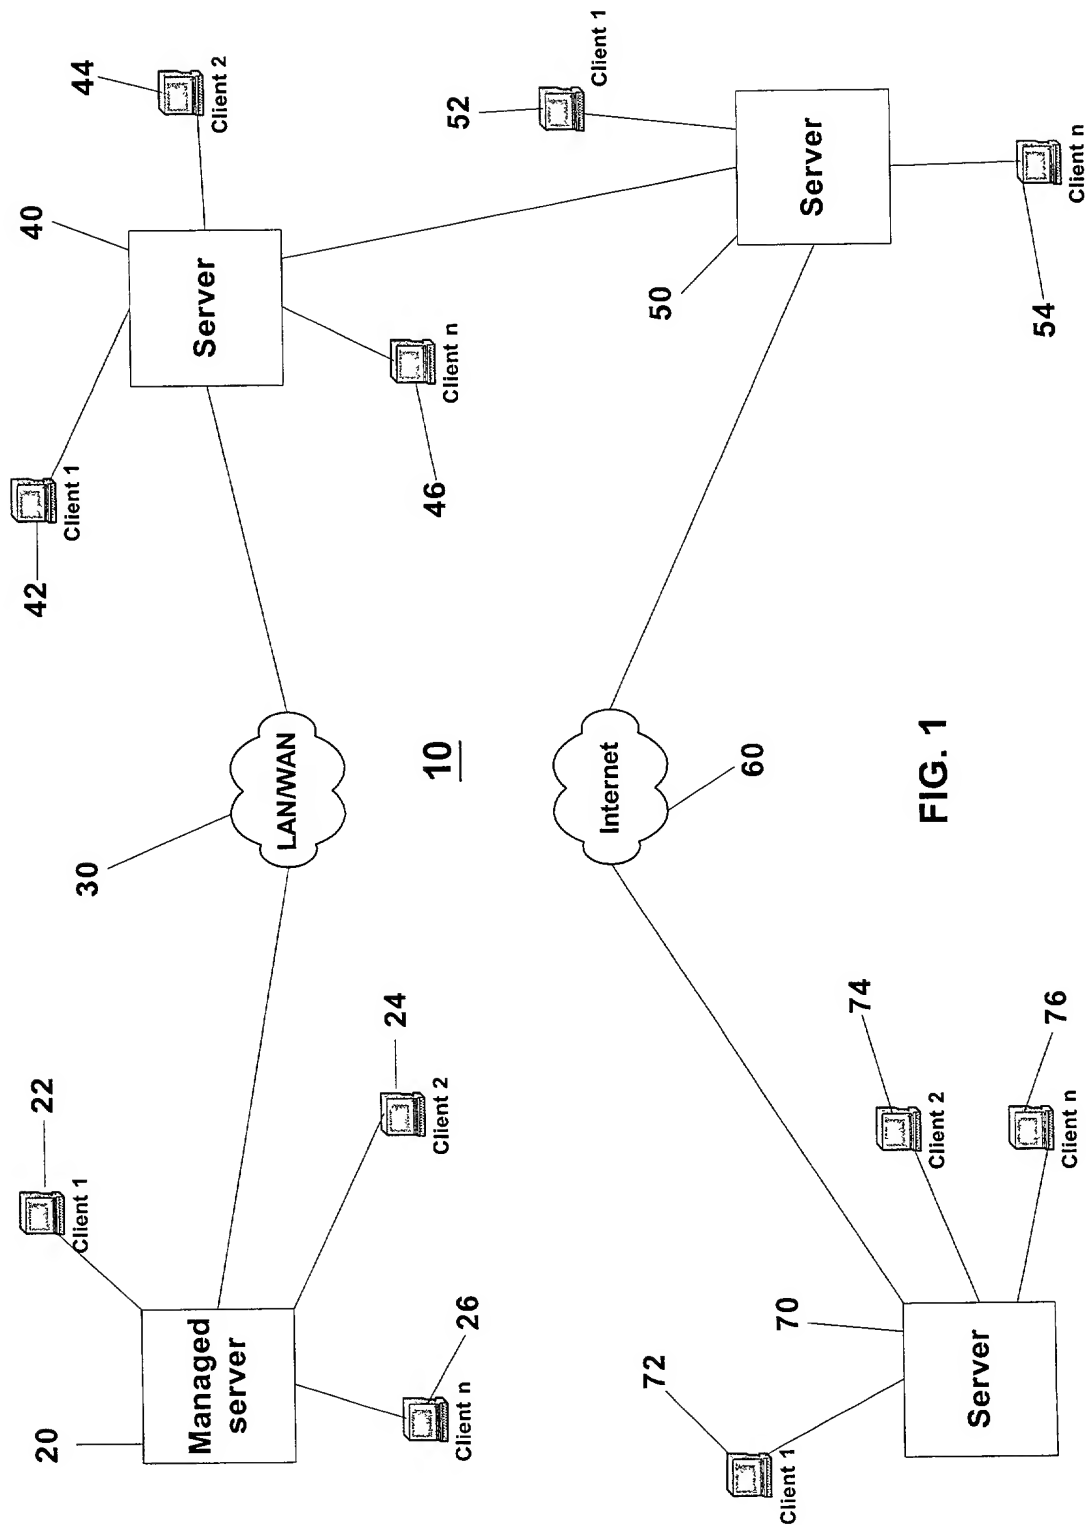 20
22
Client 1
Managed
server
24
Client 2
26
Client n
30
LAN/WAN
42
Client 1
40
44
Client 2
Server
46
Client n
10
52
Client 1
50
Server
54
Client n
Internet
60
72
Client 1
70
Server
74
Client 2
76
Client n
FIG. 1